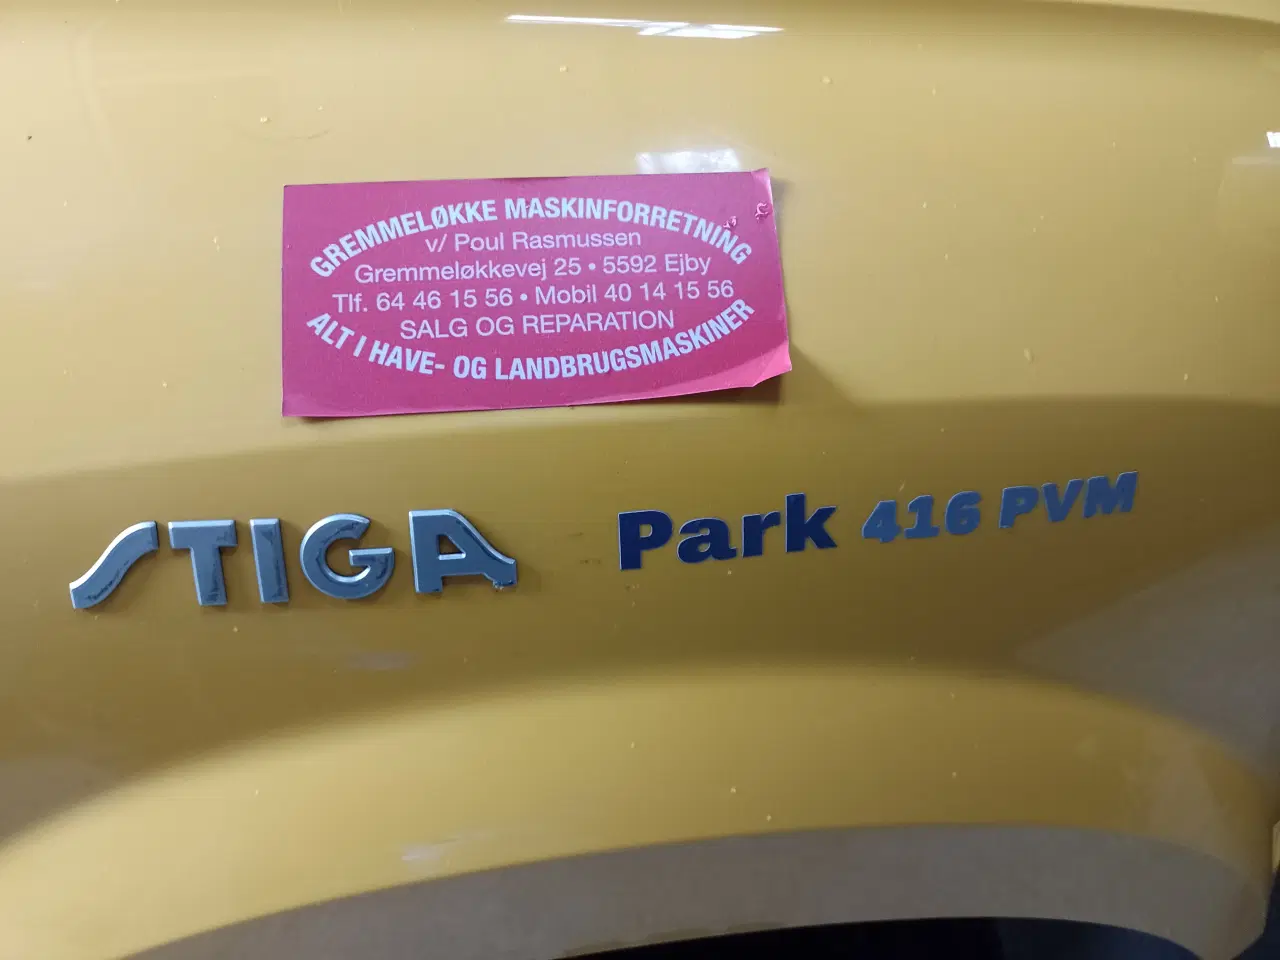 GREMMELØKKE MASKINFORRETNING
v/ Poul Rasmussen
Gremmeløkkevej 25 • 5592 Ejby
Tlf. 64 46 15 56 • Mobil 40 14 15 56
SALG OG REPARATION
ALT I HAVE- OG LANDBRUGSMASKINER
STIGA Park 416 PVM